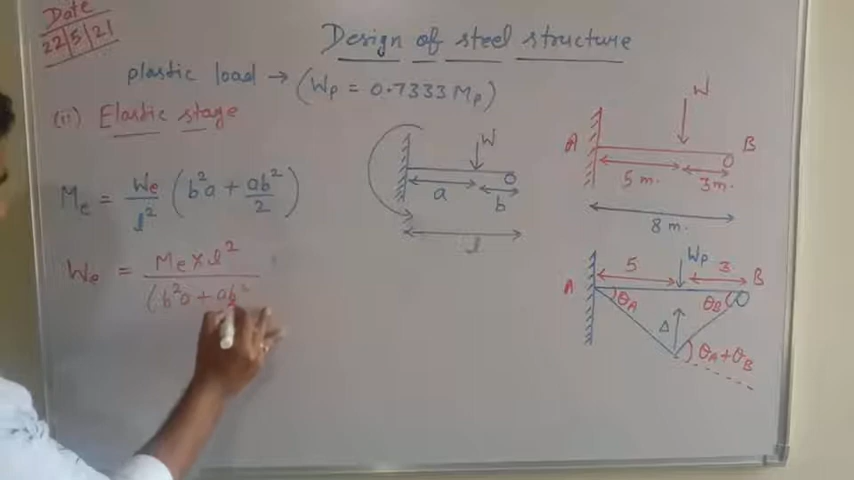 Date
22/5/21
Design of steel structure
plastic load → (Wp = 0.7333 Mp)
(ii) Elastic stage
Me = We/l² (b²a + ab²/2)
We = Me × l² / (b²a + ab²
W
a
b
l
W
A
B
5 m.
3 m.
8 m.
Wp
5
3
A
B
θA
θB
Δ
θA + θB